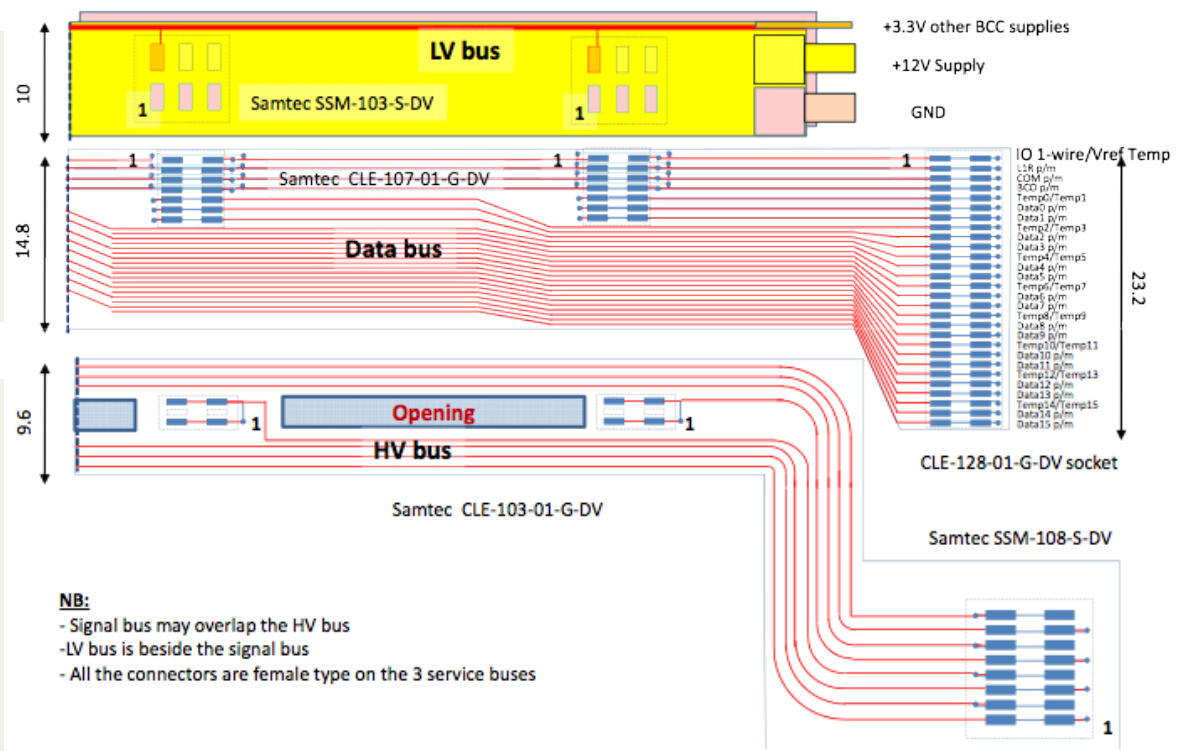 +3.3V other BCC supplies
LV bus
+12V Supply
10
1
Samtec SSM-103-S-DV
1
GND
1
1
1
IO 1-wire/Vref Temp
L1R p/m
COM p/m
BCO p/m
Temp0/Temp1
Data0 p/m
Data1 p/m
Temp2/Temp3
Data2 p/m
Data3 p/m
Temp4/Temp5
Data4 p/m
Data5 p/m
Temp6/Temp7
Data6 p/m
Data7 p/m
Temp8/Temp9
Data8 p/m
Data9 p/m
Temp10/Temp11
Data10 p/m
Data11 p/m
Temp12/Temp13
Data12 p/m
Data13 p/m
Temp14/Temp15
Data14 p/m
Data15 p/m
Samtec CLE-107-01-G-DV
14.8
Data bus
23.2
9.6
Opening
1
1
HV bus
CLE-128-01-G-DV socket
Samtec CLE-103-01-G-DV
Samtec SSM-108-S-DV
1
NB:
- Signal bus may overlap the HV bus
-LV bus is beside the signal bus
- All the connectors are female type on the 3 service buses